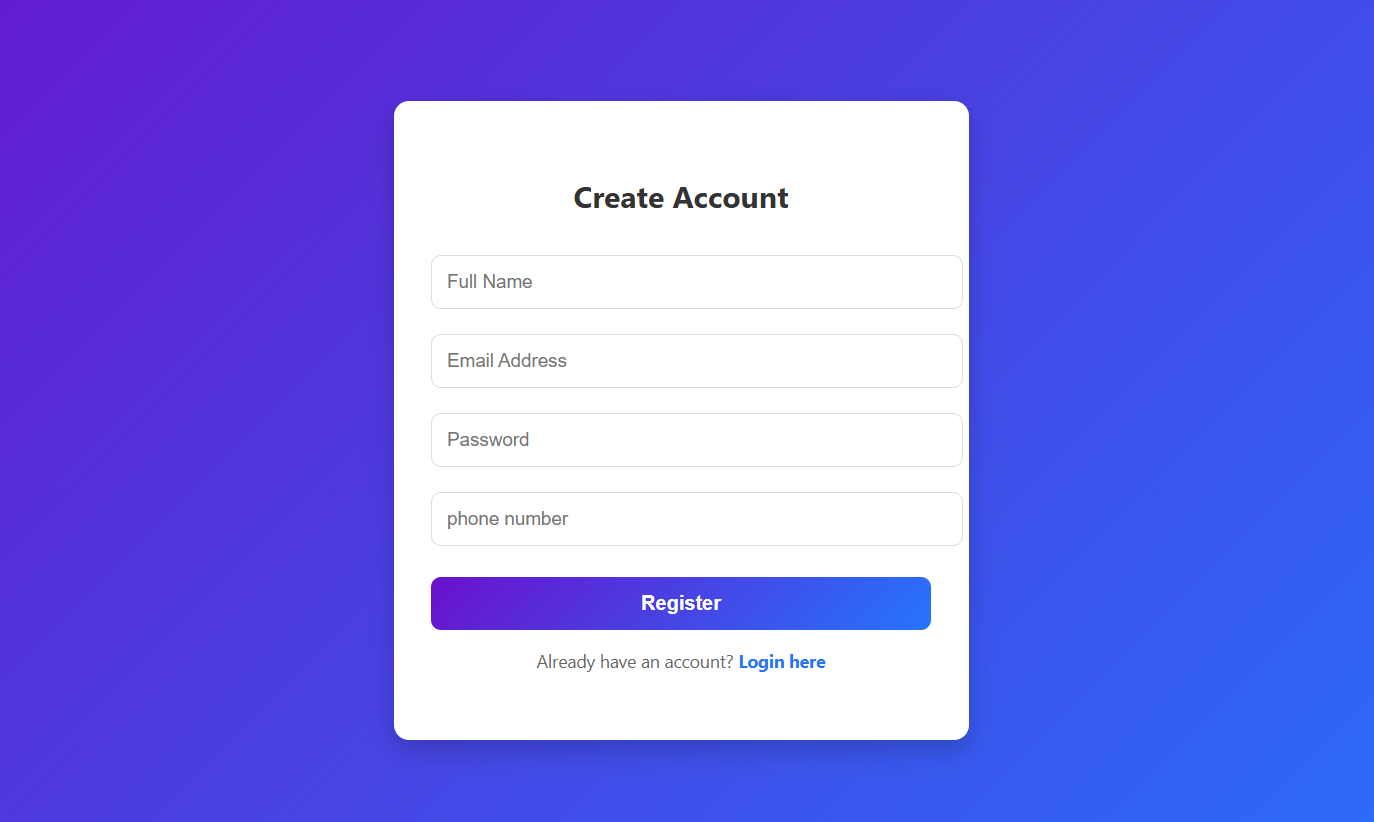 Create Account
Full Name
Email Address
Password
phone number
Register
Already have an account? Login here